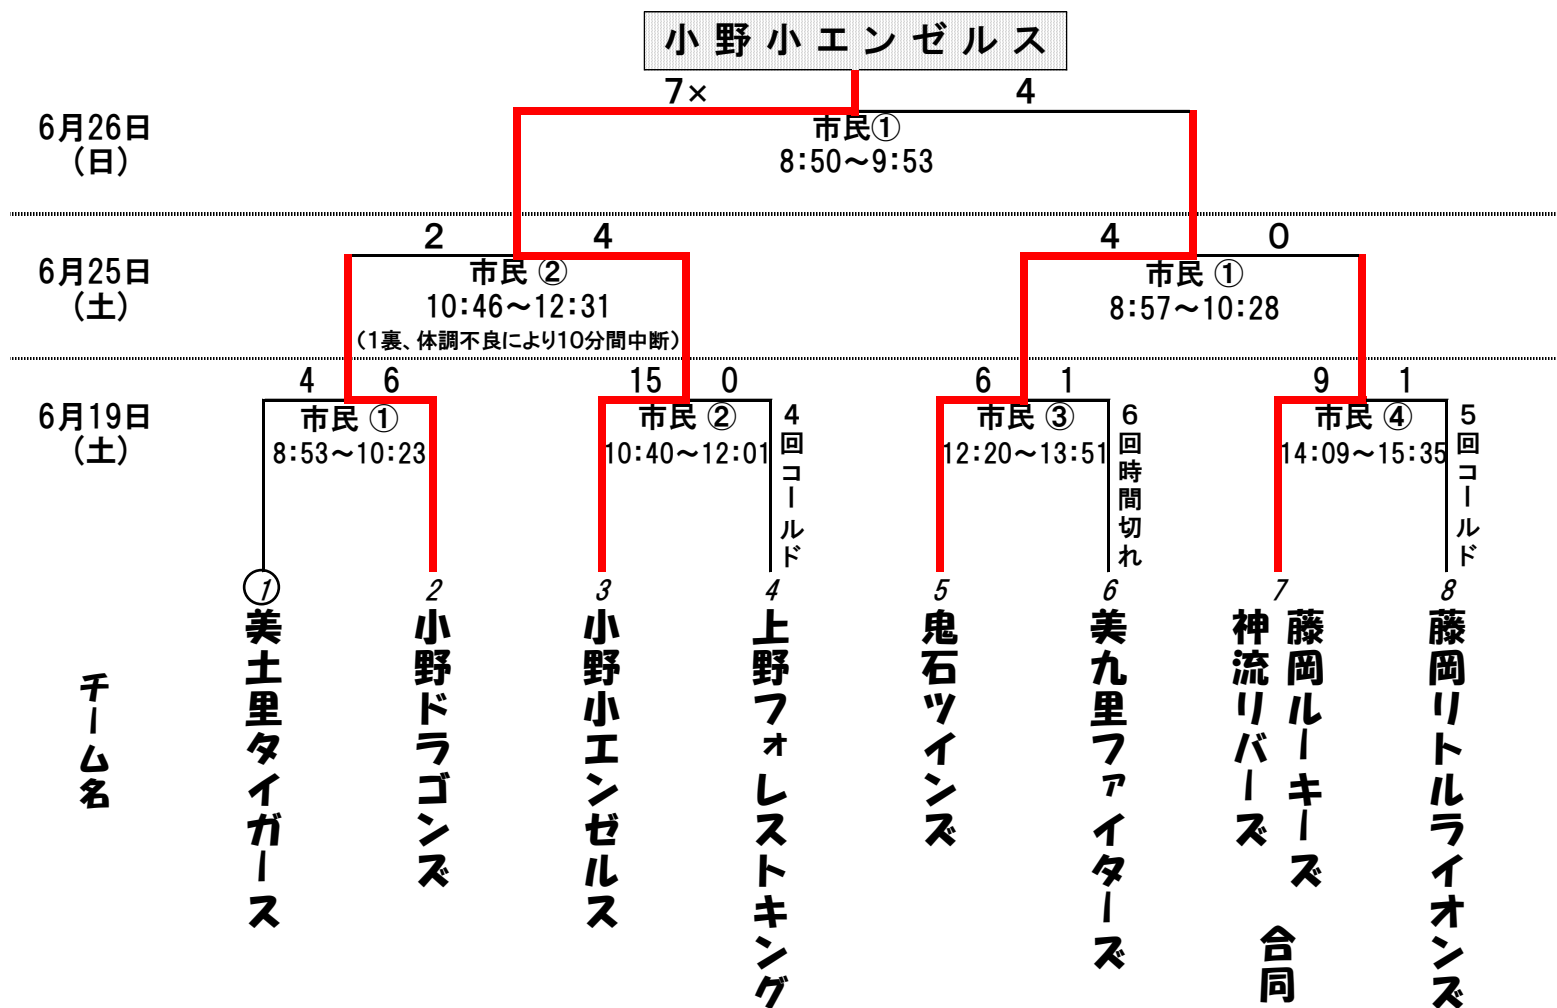 小野小エンゼルス
7×
4
6月26日
(日)
市民①
8:50～9:53
2
4
4
0
6月25日
(土)
市民 ②
10:46～12:31
(1裏、体調不良により10分間中断)
市民 ①
8:57～10:28
4
6
15
0
6
1
9
1
6月19日
(土)
市民 ①
8:53～10:23
市民 ②
10:40～12:01
4回コールド
市民 ③
12:20～13:51
6回時間切れ
市民 ④
14:09～15:35
5回コールド
1
2
3
4
5
6
7
8
チーム名
美土里タイガース
小野ドラゴンズ
小野小エンゼルス
上野フォレストキング
鬼石ツインズ
美九里ファイターズ
藤岡ルーキーズ
神流リバーズ
合同
藤岡リトルライオンズ